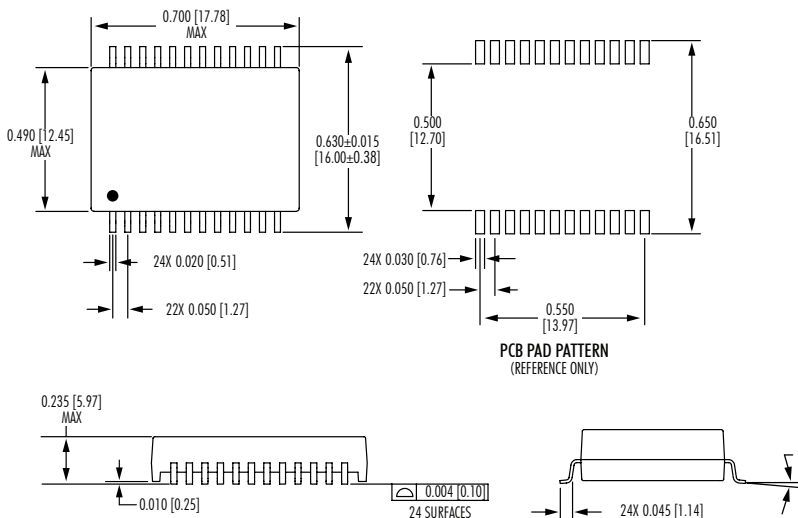 0.700 [17.78]
MAX
0.490 [12.45]
MAX
0.630±0.015
[16.00±0.38]
24X 0.020 [0.51]
22X 0.050 [1.27]
0.500
[12.70]
0.650
[16.51]
24X 0.030 [0.76]
22X 0.050 [1.27]
0.550
[13.97]
PCB PAD PATTERN
(REFERENCE ONLY)
0.235 [5.97]
MAX
0.010 [0.25]
0.004 [0.10]
24 SURFACES
24X 0.045 [1.14]